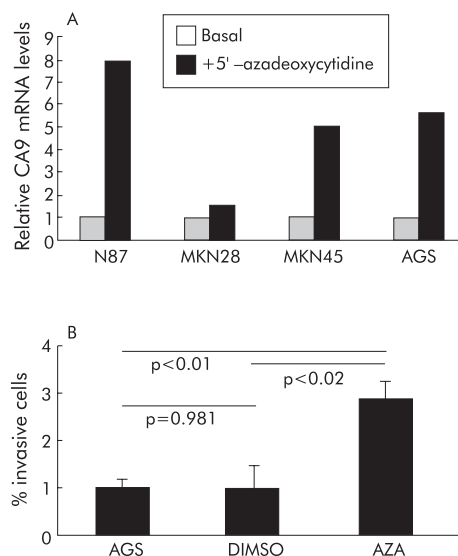 A
Basal
+5' –azadeoxycytidine
Relative CA9 mRNA levels
9
8
7
6
5
4
3
2
1
0
N87 MKN28 MKN45 AGS
B
% invasive cells
4
3
2
1
0
p<0.01
p<0.02
p=0.981
AGS DIMSO AZA